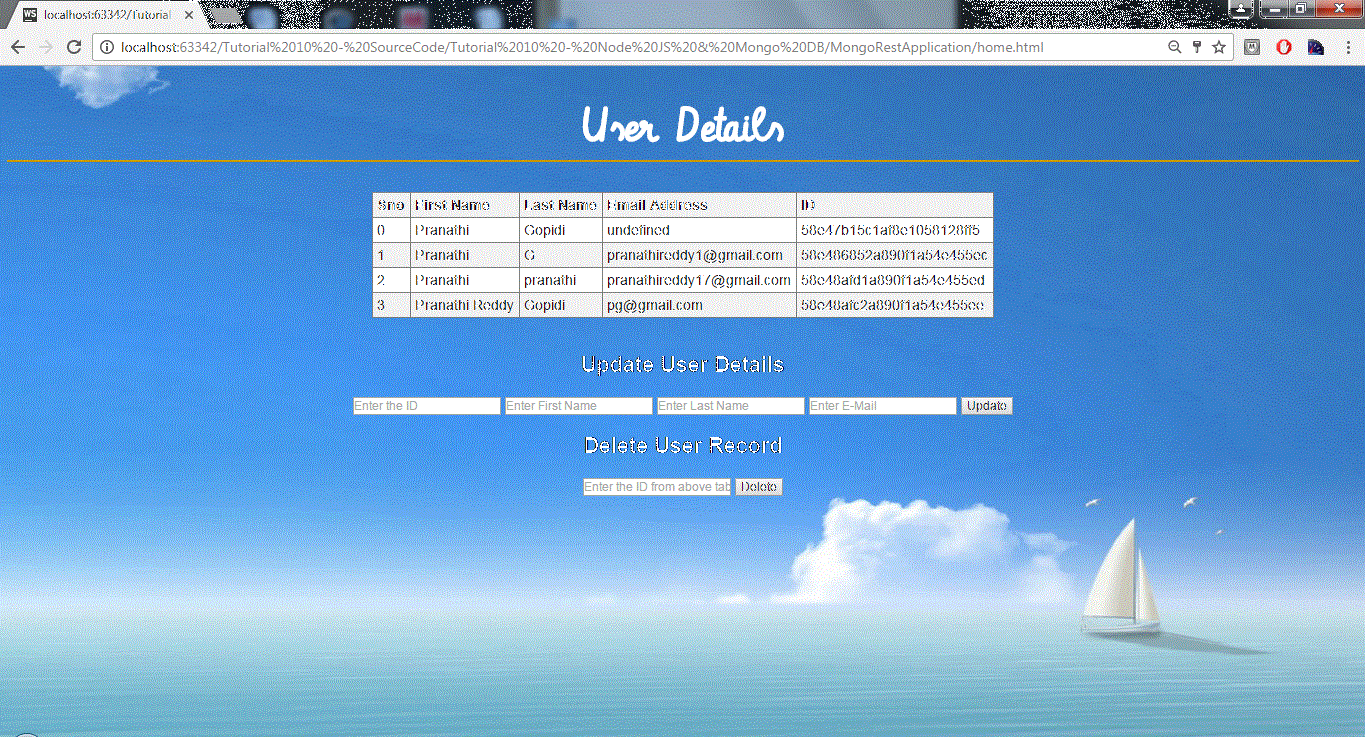 localhost:63342/Tutorial
localhost:63342/Tutorial%2010%20-%20SourceCode/Tutorial%2010%20-%20Node%20JS%20&%20Mongo%20DB/MongoRestApplication/home.html
User Details
Sno First Name Last Name Email Address ID
0 Pranathi Gopidi undefined 58e47b15c1af8e1058128ff5
1 Pranathi G pranathireddy1@gmail.com 58e486852a890f1a54e455ec
2 Pranathi pranathi pranathireddy17@gmail.com 58e48afd1a890f1a54e455ed
3 Pranathi Reddy Gopidi pg@gmail.com 58e48afc2a890f1a54e455ee
Update User Details
Enter the ID Enter First Name Enter Last Name Enter E-Mail Update
Delete User Record
Enter the ID from above tab Delete